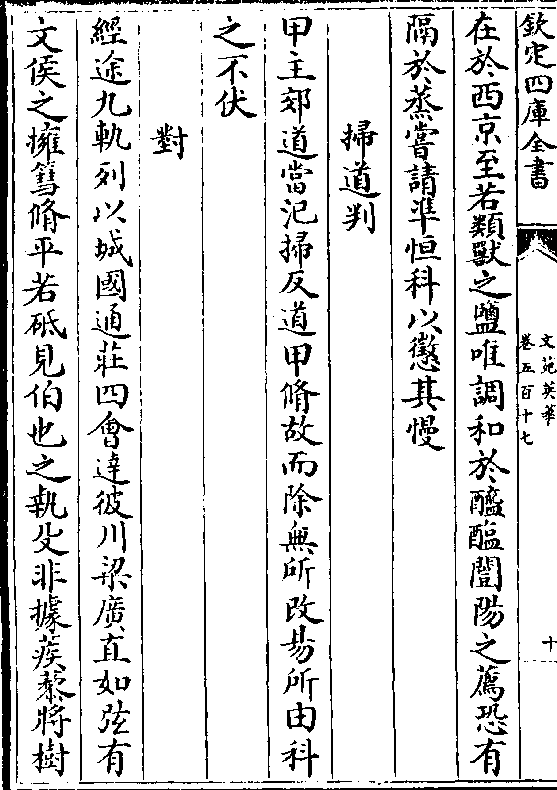 欽定四庫全書
文苑英華
卷五百十七
十
在於西京至若類獸之鹽唯調和於醯醢闇陽之薦恐有
隔於蒸嘗請準恒科以懲其慢
掃道判
甲主郊道當汜掃反道甲脩故而除無所改易所由科
之不伏
對
經途九軌列以城國通莊四會達彼川梁廣直如弦有
文侯之擁篲脩平若砥見伯也之執殳非據蒺藜將樹